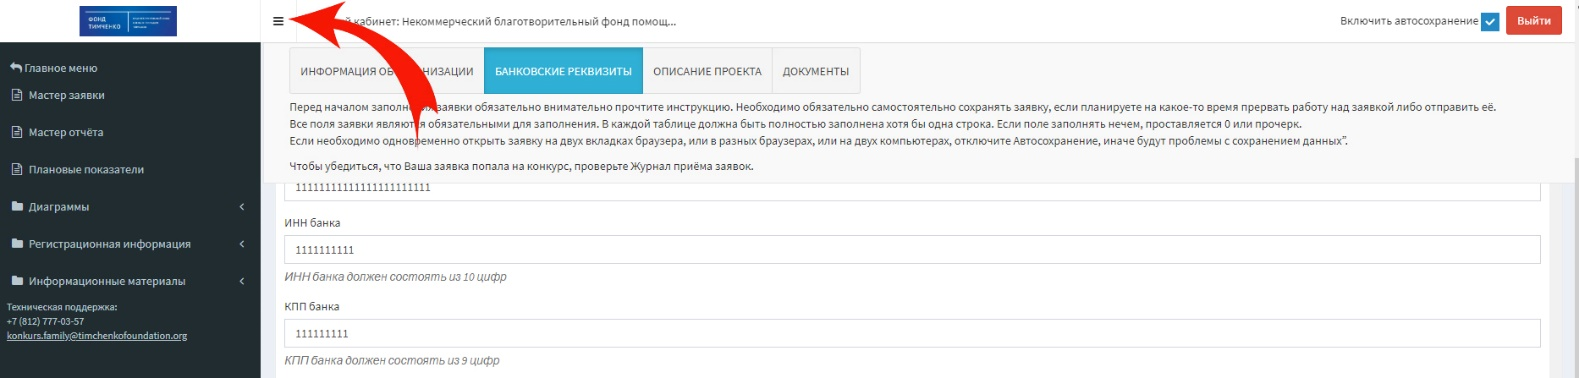 ФОНД
ТИМЧЕНКО
кабинет: Некоммерческий благотворительный фонд помощ...
Включить автосохранение
Выйти
Главное меню
Мастер заявки
Мастер отчёта
Плановые показатели
Диаграммы
Регистрационная информация
Информационные материалы
Техническая поддержка:
+7 (812) 777-03-57
konkurs.family@timchenkofoundation.org
ИНФОРМАЦИЯ ОБ
БАНКОВСКИЕ РЕКВИЗИТЫ
ОПИСАНИЕ ПРОЕКТА
ДОКУМЕНТЫ
Перед началом заявки обязательно внимательно прочтите инструкцию. Необходимо обязательно самостоятельно сохранять заявку, если планируете на какое-то время прервать работу над заявкой либо отправить её.
Все поля заявки являются обязательными для заполнения. В каждой таблице должна быть полностью заполнена хотя бы одна строка. Если поле заполнять нечем, проставляется 0 или прочерк.
Если необходимо одновременно открыть заявку на двух вкладках браузера, или в разных браузерах, или на двух компьютерах, отключите Автосохранение, иначе будут проблемы с сохранением данных”.
Чтобы убедиться, что Ваша заявка попала на конкурс, проверьте Журнал приёма заявок.
ИНН банка
1111111111
ИНН банка должен состоять из 10 цифр
КПП банка
111111111
КПП банка должен состоять из 9 цифр